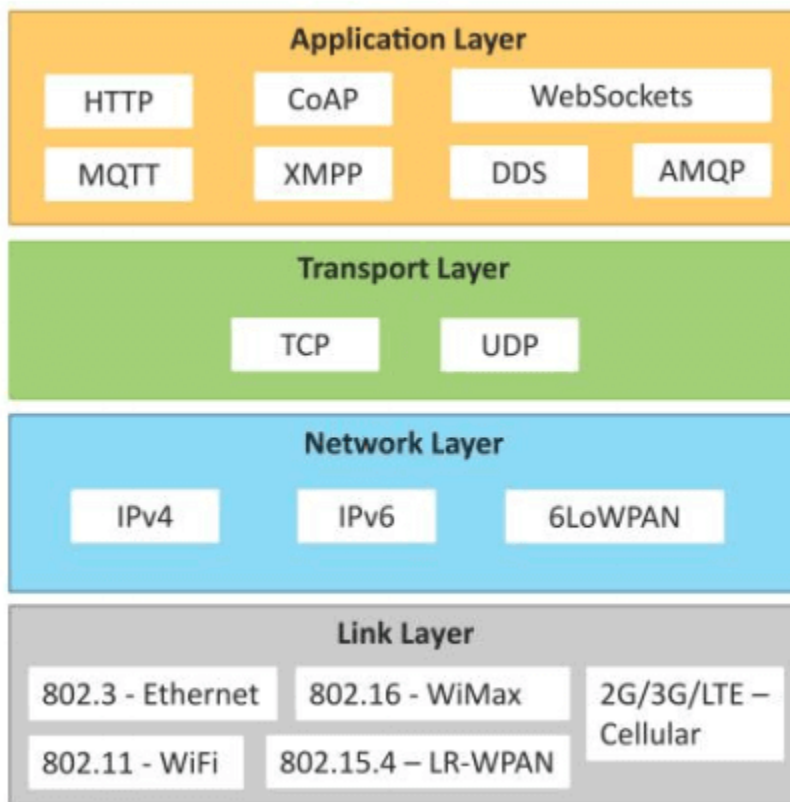 Application Layer
HTTP
CoAP
WebSockets
MQTT
XMPP
DDS
AMQP
Transport Layer
TCP
UDP
Network Layer
IPv4
IPv6
6LoWPAN
Link Layer
802.3 - Ethernet
802.16 - WiMax
2G/3G/LTE –
Cellular
802.11 - WiFi
802.15.4 – LR-WPAN